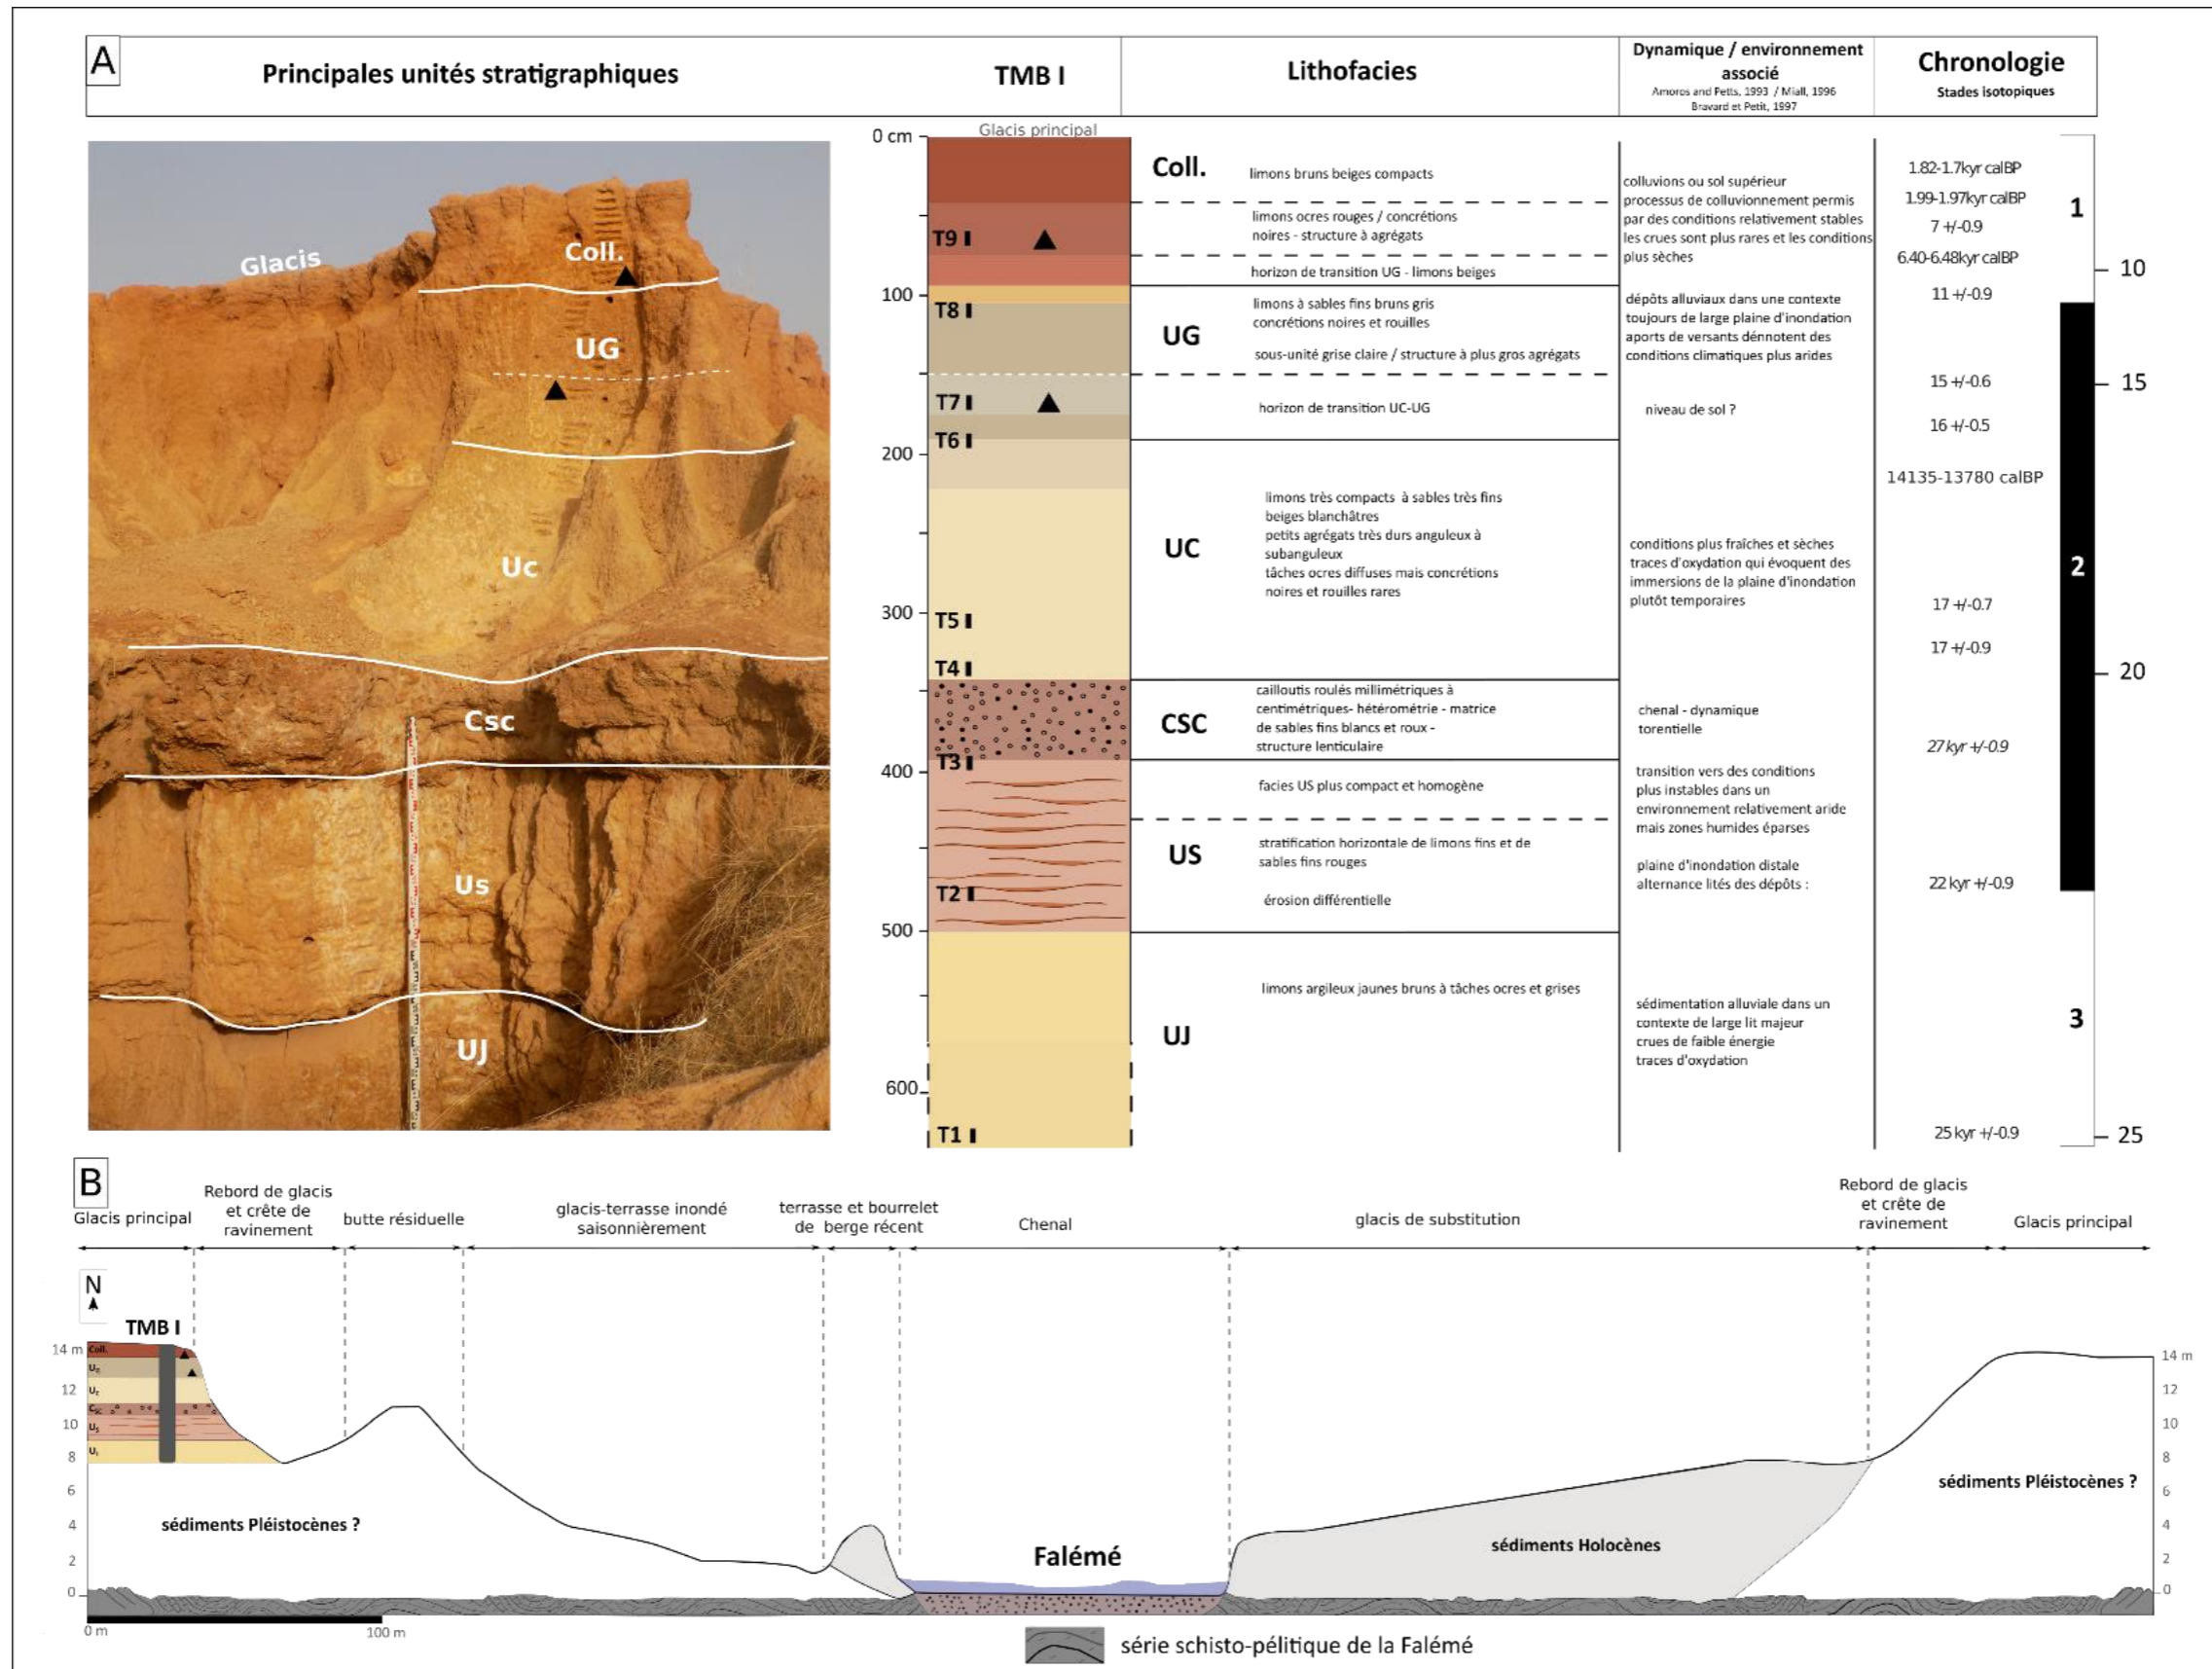 A
Principales unités stratigraphiques
TMB I
Lithofacies
Dynamique / environnement
associé
Amoros and Petts, 1993 / Miall, 1996
Bravard et Petit, 1997
Chronologie
Stades isotopiques
Glacis
Coll.
UG
Uc
Csc
Us
UJ
Glacis principal
0 cm
100
200
300
400
500
600
T9
T8
T7
T6
T5
T4
T3
T2
T1
Coll.
limons bruns beiges compacts
limons ocres rouges / concrétions
noires - structure à agrégats
horizon de transition UG - limons beiges
UG
limons à sables fins bruns gris
concrétions noires et rouilles
sous-unité grise claire / structure à plus gros agrégats
horizon de transition UC-UG
UC
limons très compacts à sables très fins
beiges blanchâtres
petits agrégats très durs anguleux à
subanguleux
tâches ocres diffuses mais concrétions
noires et rouilles rares
CSC
cailloutis roulés millimétriques à
centimétriques- hétérométrie - matrice
de sables fins blancs et roux -
structure lenticulaire
US
facies US plus compact et homogène
stratification horizontale de limons fins et de
sables fins rouges
érosion différentielle
UJ
limons argileux jaunes bruns à tâches ocres et grises
colluvions ou sol supérieur
processus de colluvionnement permis
par des conditions relativement stables
les crues sont plus rares et les conditions
plus sèches
dépôts alluviaux dans une contexte
toujours de large plaine d'inondation
aports de versants dénnotent des
conditions climatiques plus arides
niveau de sol ?
conditions plus fraîches et sèches
traces d'oxydation qui évoquent des
immersions de la plaine d'inondation
plutôt temporaires
chenal - dynamique
torentielle
transition vers des conditions
plus instables dans un
environnement relativement aride
mais zones humides éparses
plaine d'inondation distale
alternance lités des dépôts :
sédimentation alluviale dans un
contexte de large lit majeur
crues de faible énergie
traces d'oxydation
1.82-1.7kyr calBP
1.99-1.97kyr calBP
7 +/-0.9
6.40-6.48kyr calBP
11 +/-0.9
15 +/-0.6
16 +/-0.5
14135-13780 calBP
17 +/-0.7
17 +/-0.9
27 kyr +/-0.9
22 kyr +/-0.9
25 kyr +/-0.9
1
2
3
10
15
20
25
B
Glacis principal
Rebord de glacis
et crête de
ravinement
butte résiduelle
glacis-terrasse inondé
saisonnièrement
terrasse et bourrelet
de berge récent
Chenal
glacis de substitution
Rebord de glacis
et crête de
ravinement
Glacis principal
N
TMB I
14 m
12
10
8
6
4
2
0
Coll.
UG
UC
CSC
US
UJ
sédiments Pléistocènes ?
Falémé
sédiments Holocènes
sédiments Pléistocènes ?
14 m
12
10
8
6
4
2
0
0 m
100 m
série schisto-pélitique de la Falémé